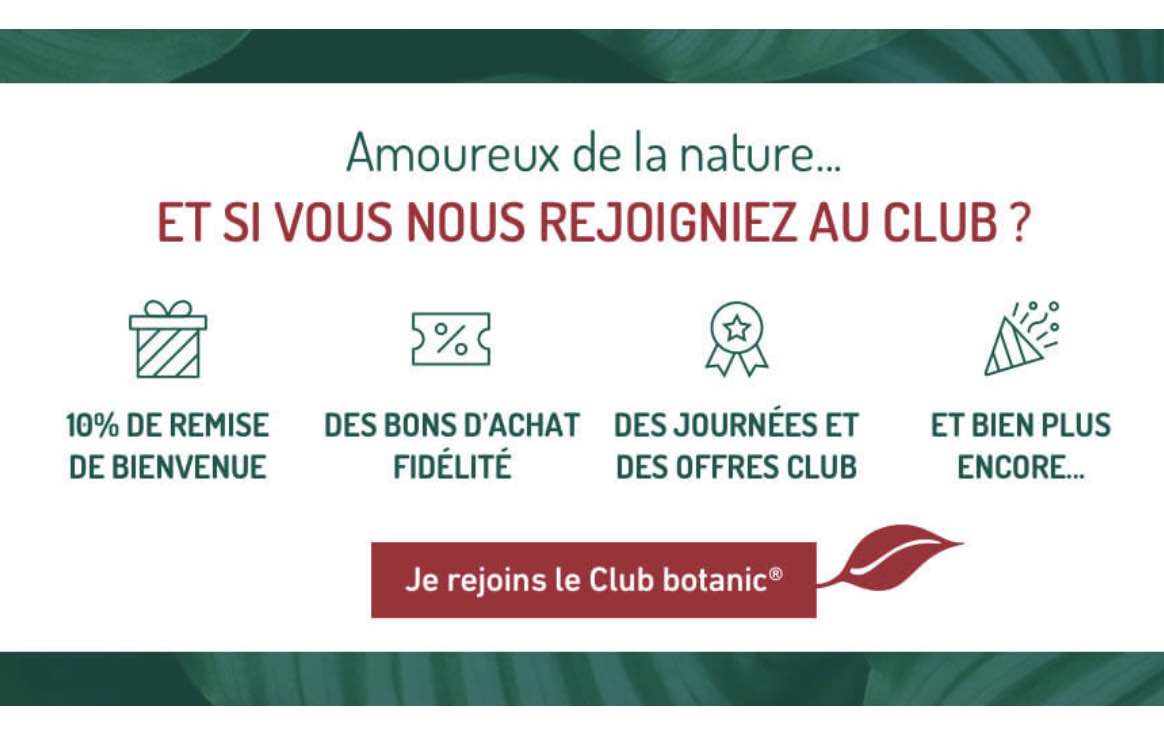 Amoureux de la nature...
ET SI VOUS NOUS REJOIGNIEZ AU CLUB ?
10% DE REMISE
DE BIENVENUE
DES BONS D'ACHAT
FIDÉLITÉ
DES JOURNÉES ET
DES OFFRES CLUB
ET BIEN PLUS
ENCORE...
Je rejoins le Club botanic®